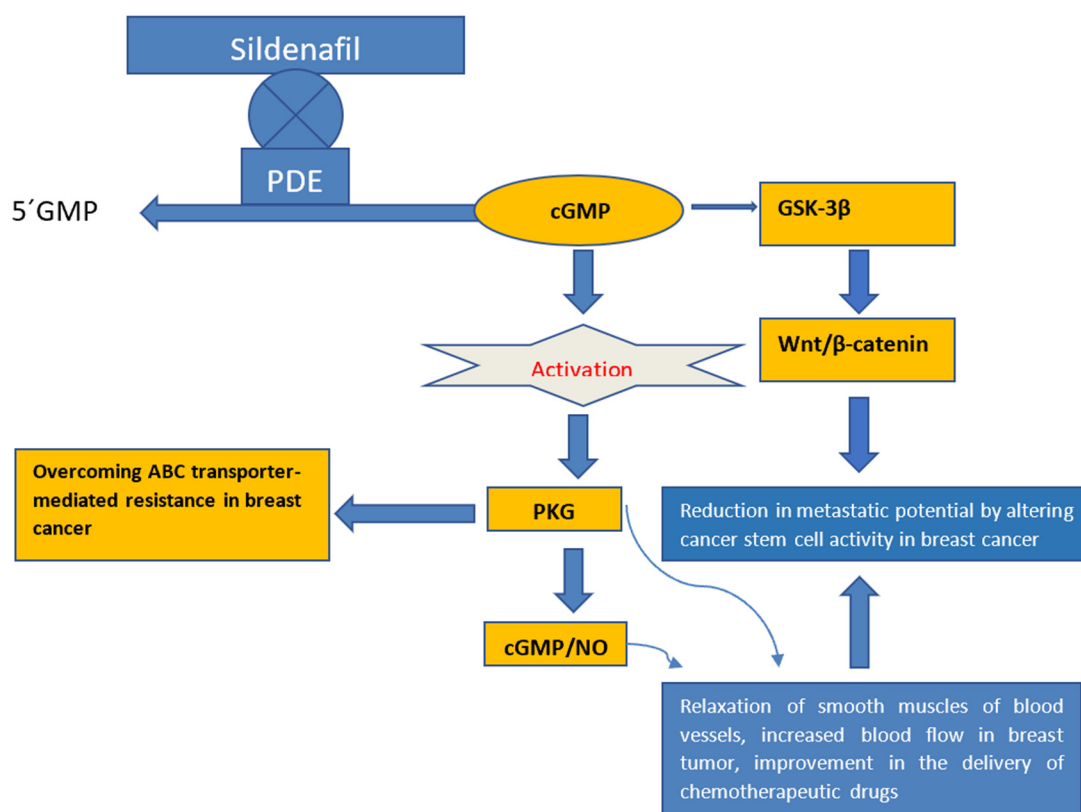 Sildenafil
PDE
5´GMP
cGMP
GSK-3β
Activation
Wnt/β-catenin
Overcoming ABC transporter-
mediated resistance in breast
cancer
PKG
Reduction in metastatic potential by altering
cancer stem cell activity in breast cancer
cGMP/NO
Relaxation of smooth muscles of blood
vessels, increased blood flow in breast
tumor, improvement in the delivery of
chemotherapeutic drugs